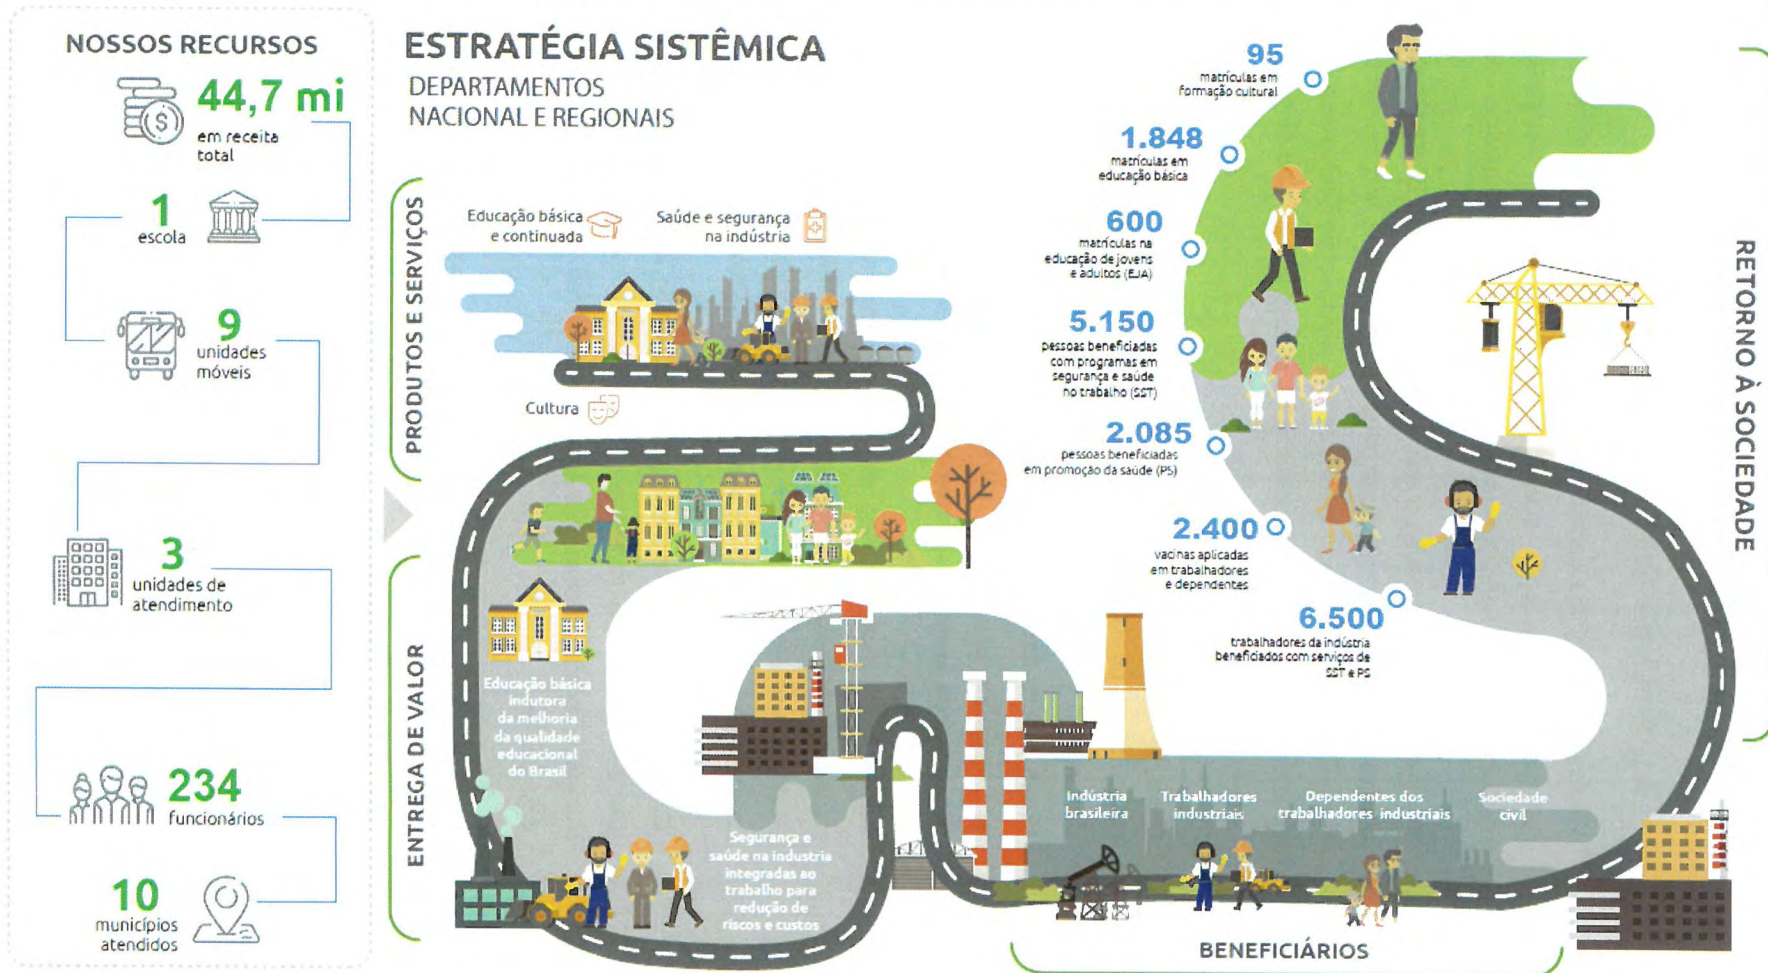 NOSSOS RECURSOS
44,7 mi
em receita
total
1
escola
9
unidades
móveis
3
unidades de
atendimento
234
funcionários
10
municípios
atendidos
ESTRATÉGIA SISTÊMICA
DEPARTAMENTOS
NACIONAL E REGIONAIS
PRODUTOS E SERVIÇOS
Educação básica
e continuada
Saúde e segurança
na indústria
Cultura
ENTREGA DE VALOR
Educação básica
indutora
da melhoria
da qualidade
educacional
do Brasil
Segurança e
saúde na industria
integradas ao
trabalho para
redução de
riscos e custos
Indústria
brasileira
Trabalhadores
industriais
Dependentes dos
trabalhadores industriais
Sociedade
civil
BENEFICIÁRIOS
95
matrículas em
formação cultural
1.848
matrículas em
educação básica
600
matrículas na
educação de jovens
e adultos (EJA)
5.150
pessoas beneficiadas
com programas em
segurança e saúde
no trabalho (SST)
2.085
pessoas beneficiadas
em promoção da saúde (PS)
2.400
vacinas aplicadas
em trabalhadores
e dependentes
6.500
trabalhadores da indústria
beneficiados com serviços de
SST e PS
RETORNO À SOCIEDADE